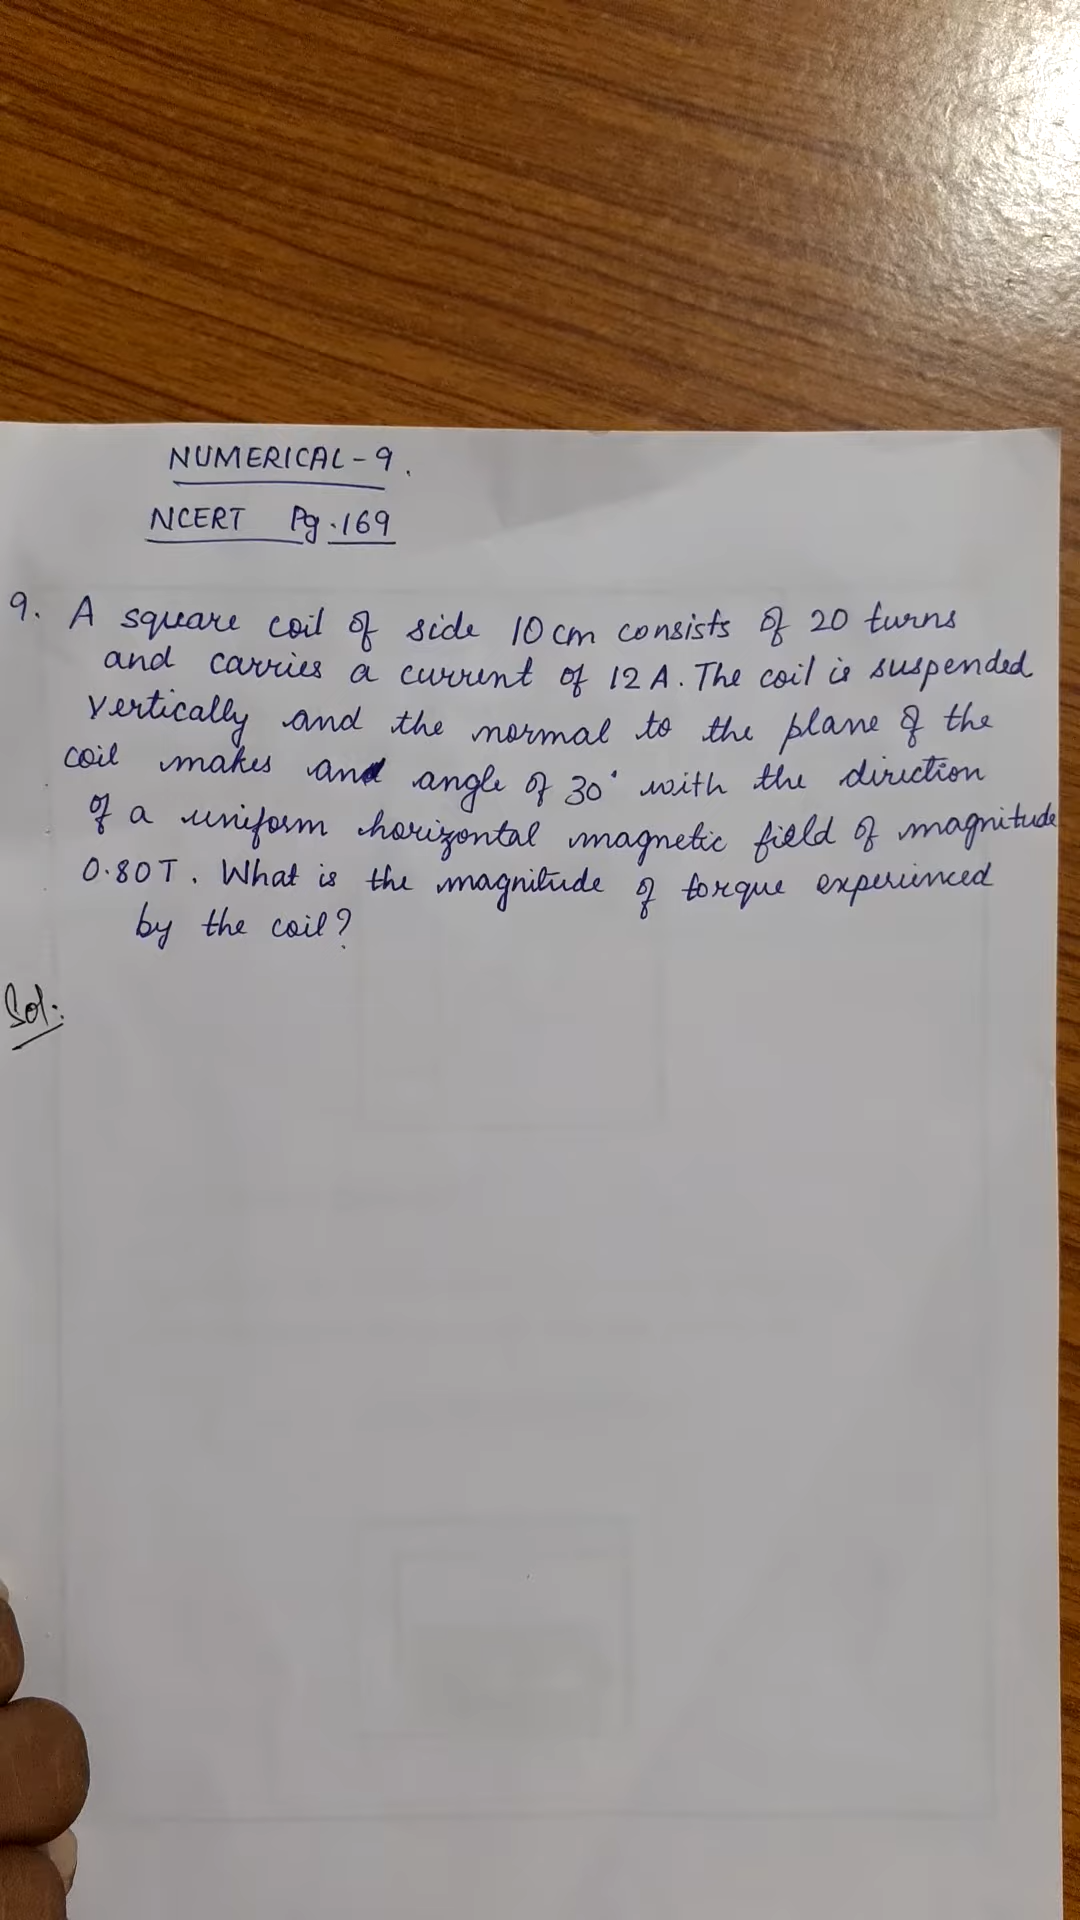 NUMERICAL-9.
NCERT Pg.169
9. A square coil of side 10 cm consists of 20 turns
and carries a current of 12 A. The coil is suspended
vertically and the normal to the plane of the
coil makes and angle of 30° with the direction
of a uniform horizontal magnetic field of magnitude
0.80T. What is the magnitude of torque experienced
by the coil?
Sol: